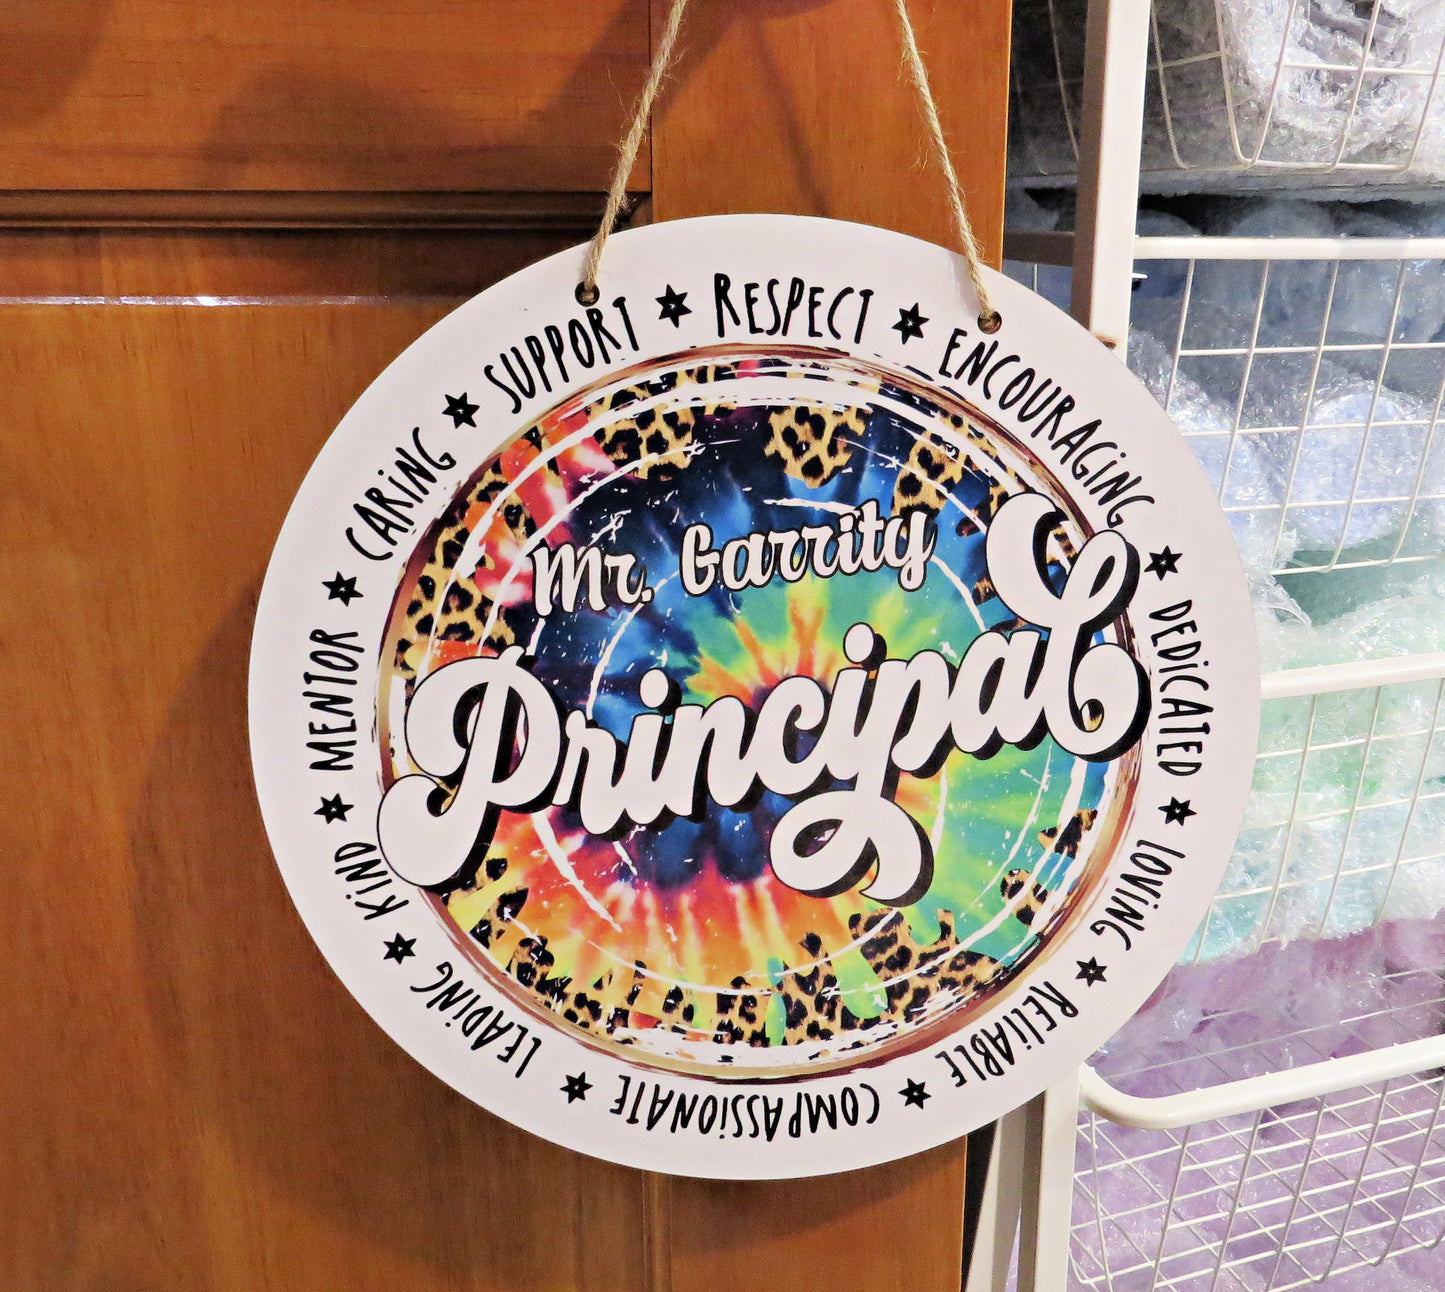 SUPPORT ★ RESPECT ★ ENCOURAGING ★ DEDICATED ★ LOVING ★ RELIABLE ★ COMPASSIONATE ★ LEADING ★ KIND ★ MENTOR ★ CARING ★
Mr. Garrity
Principal